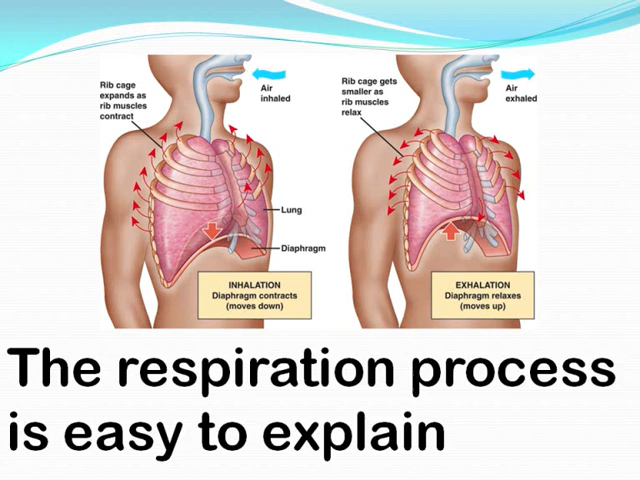 Rib cage
expands as
rib muscles
contract
Air
inhaled
Lung
Diaphragm
INHALATION
Diaphragm contracts
(moves down)
Rib cage gets
smaller as
rib muscles
relax
Air
exhaled
EXHALATION
Diaphragm relaxes
(moves up)
The respiration process
is easy to explain